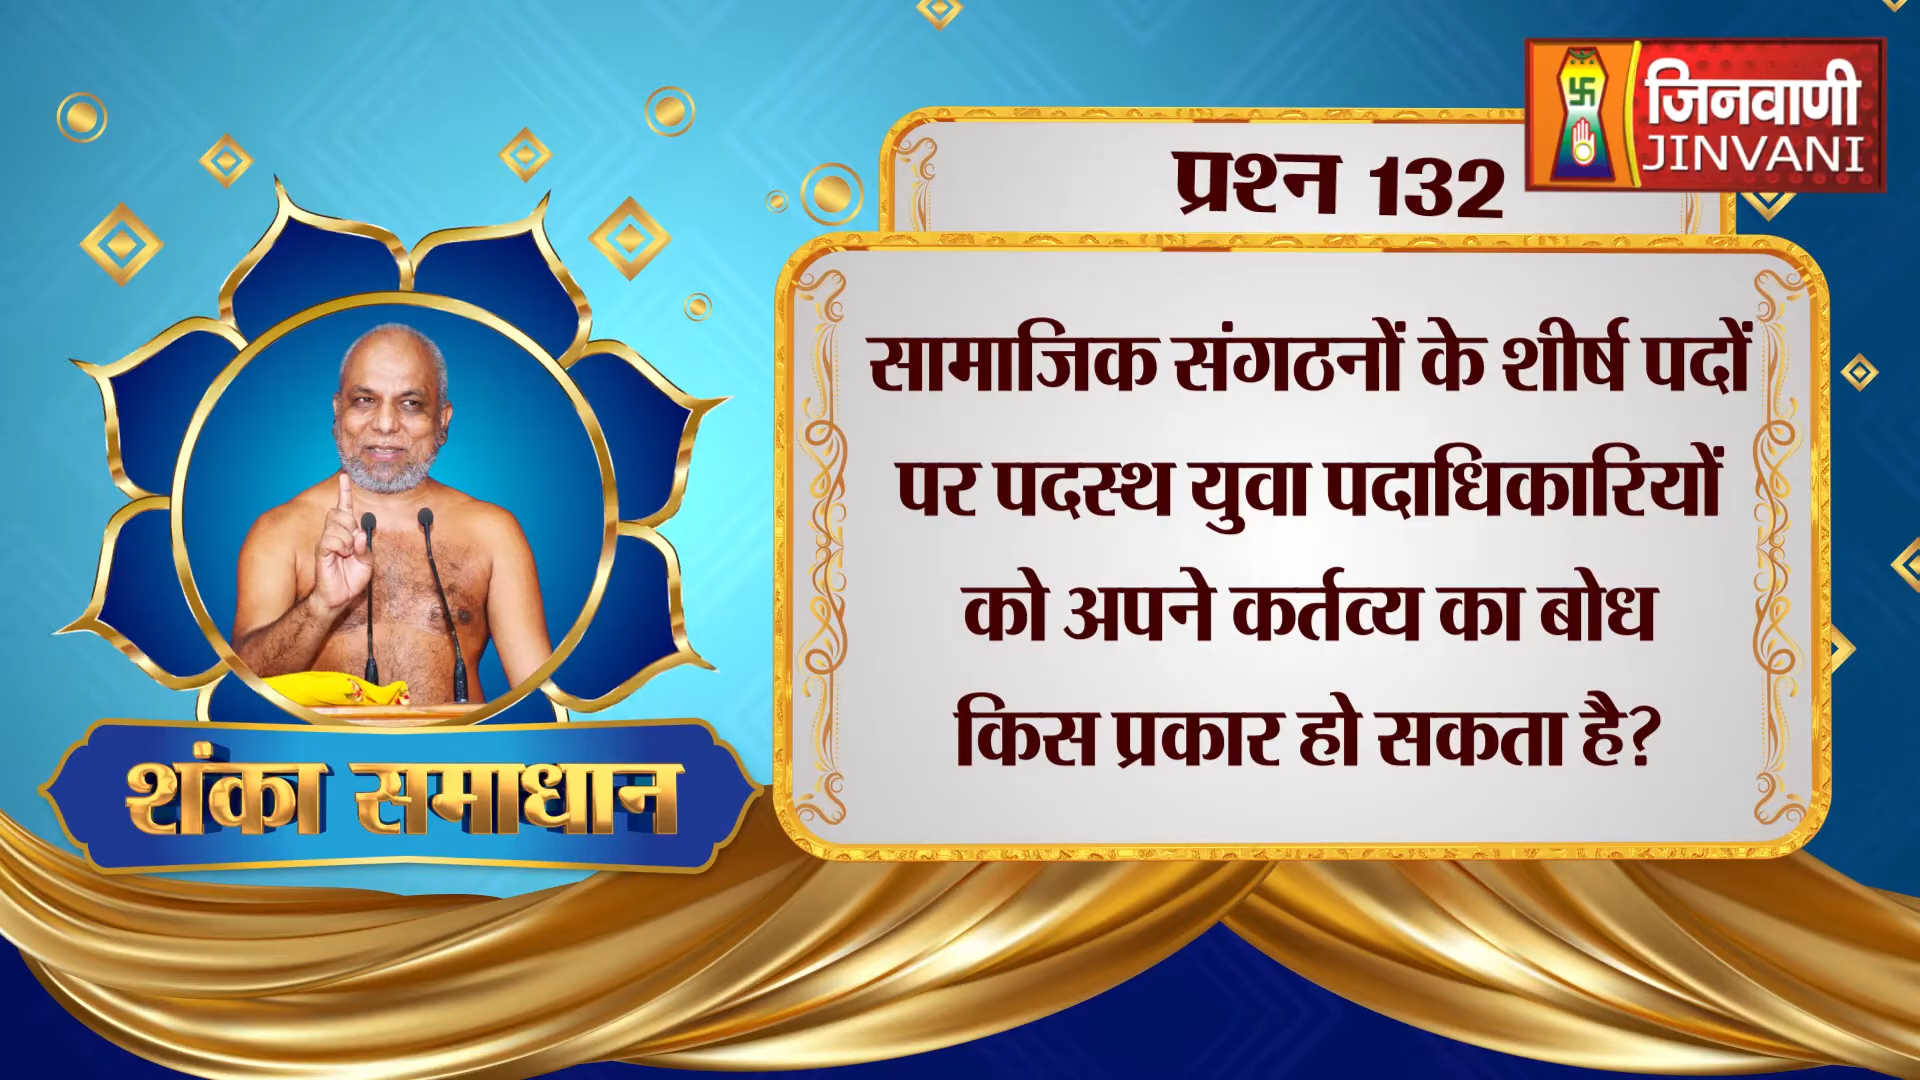 जिनवाणी
JINVANI
प्रश्न 132
सामाजिक संगठनों के शीर्ष पदों
पर पदस्थ युवा पदाधिकारियों
को अपने कर्तव्य का बोध
किस प्रकार हो सकता है?
शंका समाधान